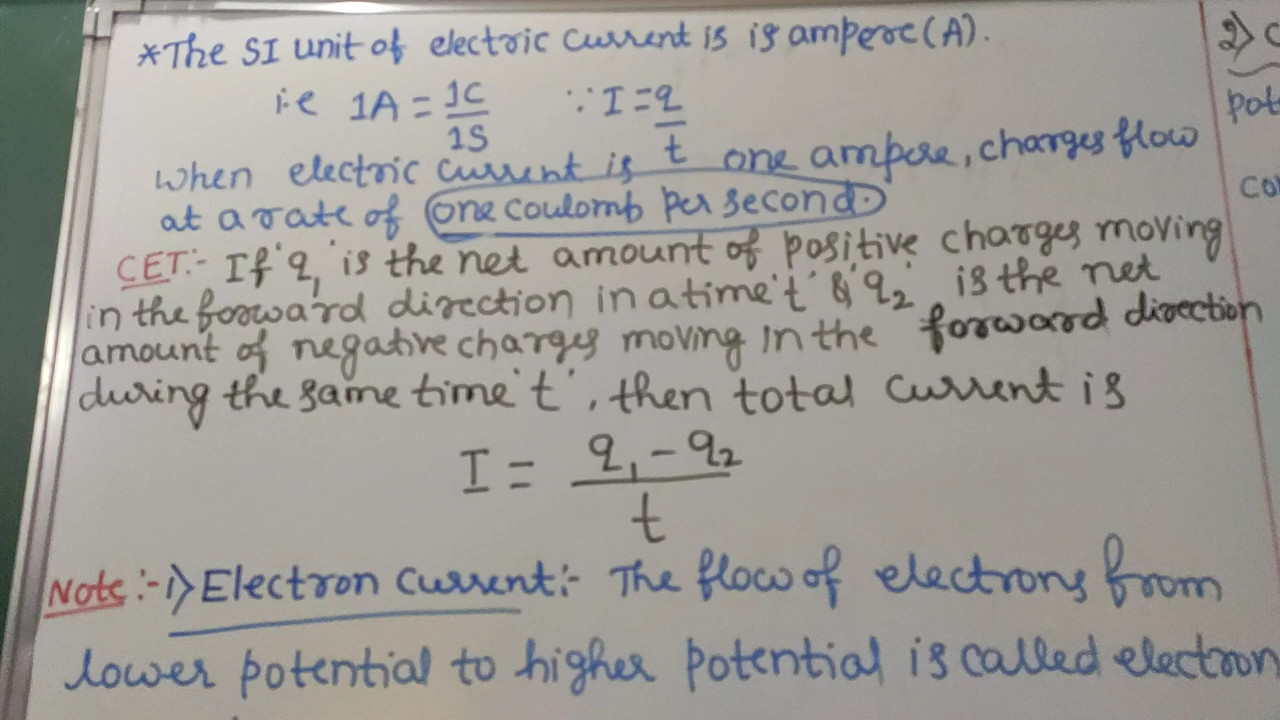 *The SI unit of electric current is is ampere(A).
i.e 1A = 1C/1S ∵ I = q/t
when electric current is one ampere, charges flow
at a rate of one coulomb per second.
CET:- If 'q₁' is the net amount of positive charges moving
in the forward direction in a time 't' & 'q₂' is the net
amount of negative charges moving in the forward direction
during the same time 't', then total current is
I = q₁ - q₂/t
Note:- 1) Electron Current:- The flow of electrons from
lower potential to higher potential is called electron
2)
pot